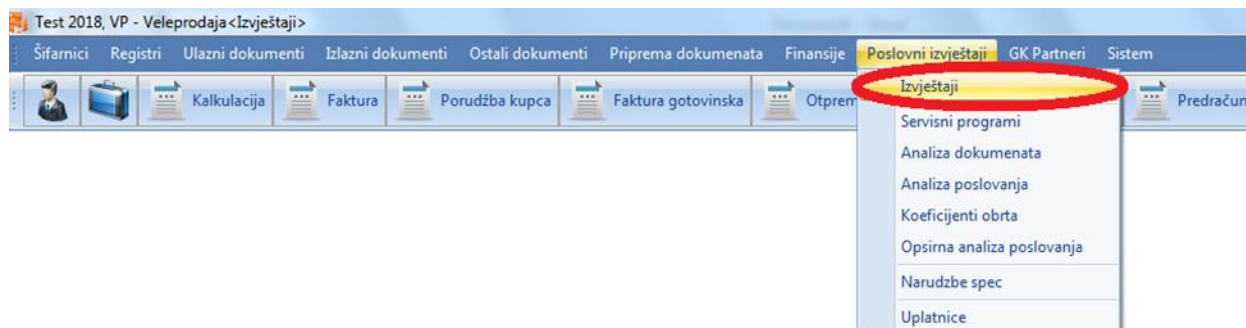 Test 2018, VP - Veleprodaja<Izvještaji>
Šifarnici Registri Ulazni dokumenti Izlazni dokumenti Ostali dokumenti Priprema dokumenata Finansije Poslovni izvještaji GK Partneri Sistem
Kalkulacija Faktura Porudžba kupca Faktura gotovinska Otprem Predračun
Izvještaji
Servisni programi
Analiza dokumenata
Analiza poslovanja
Koeficijenti obrta
Opsirna analiza poslovanja
Narudzbe spec
Uplatnice